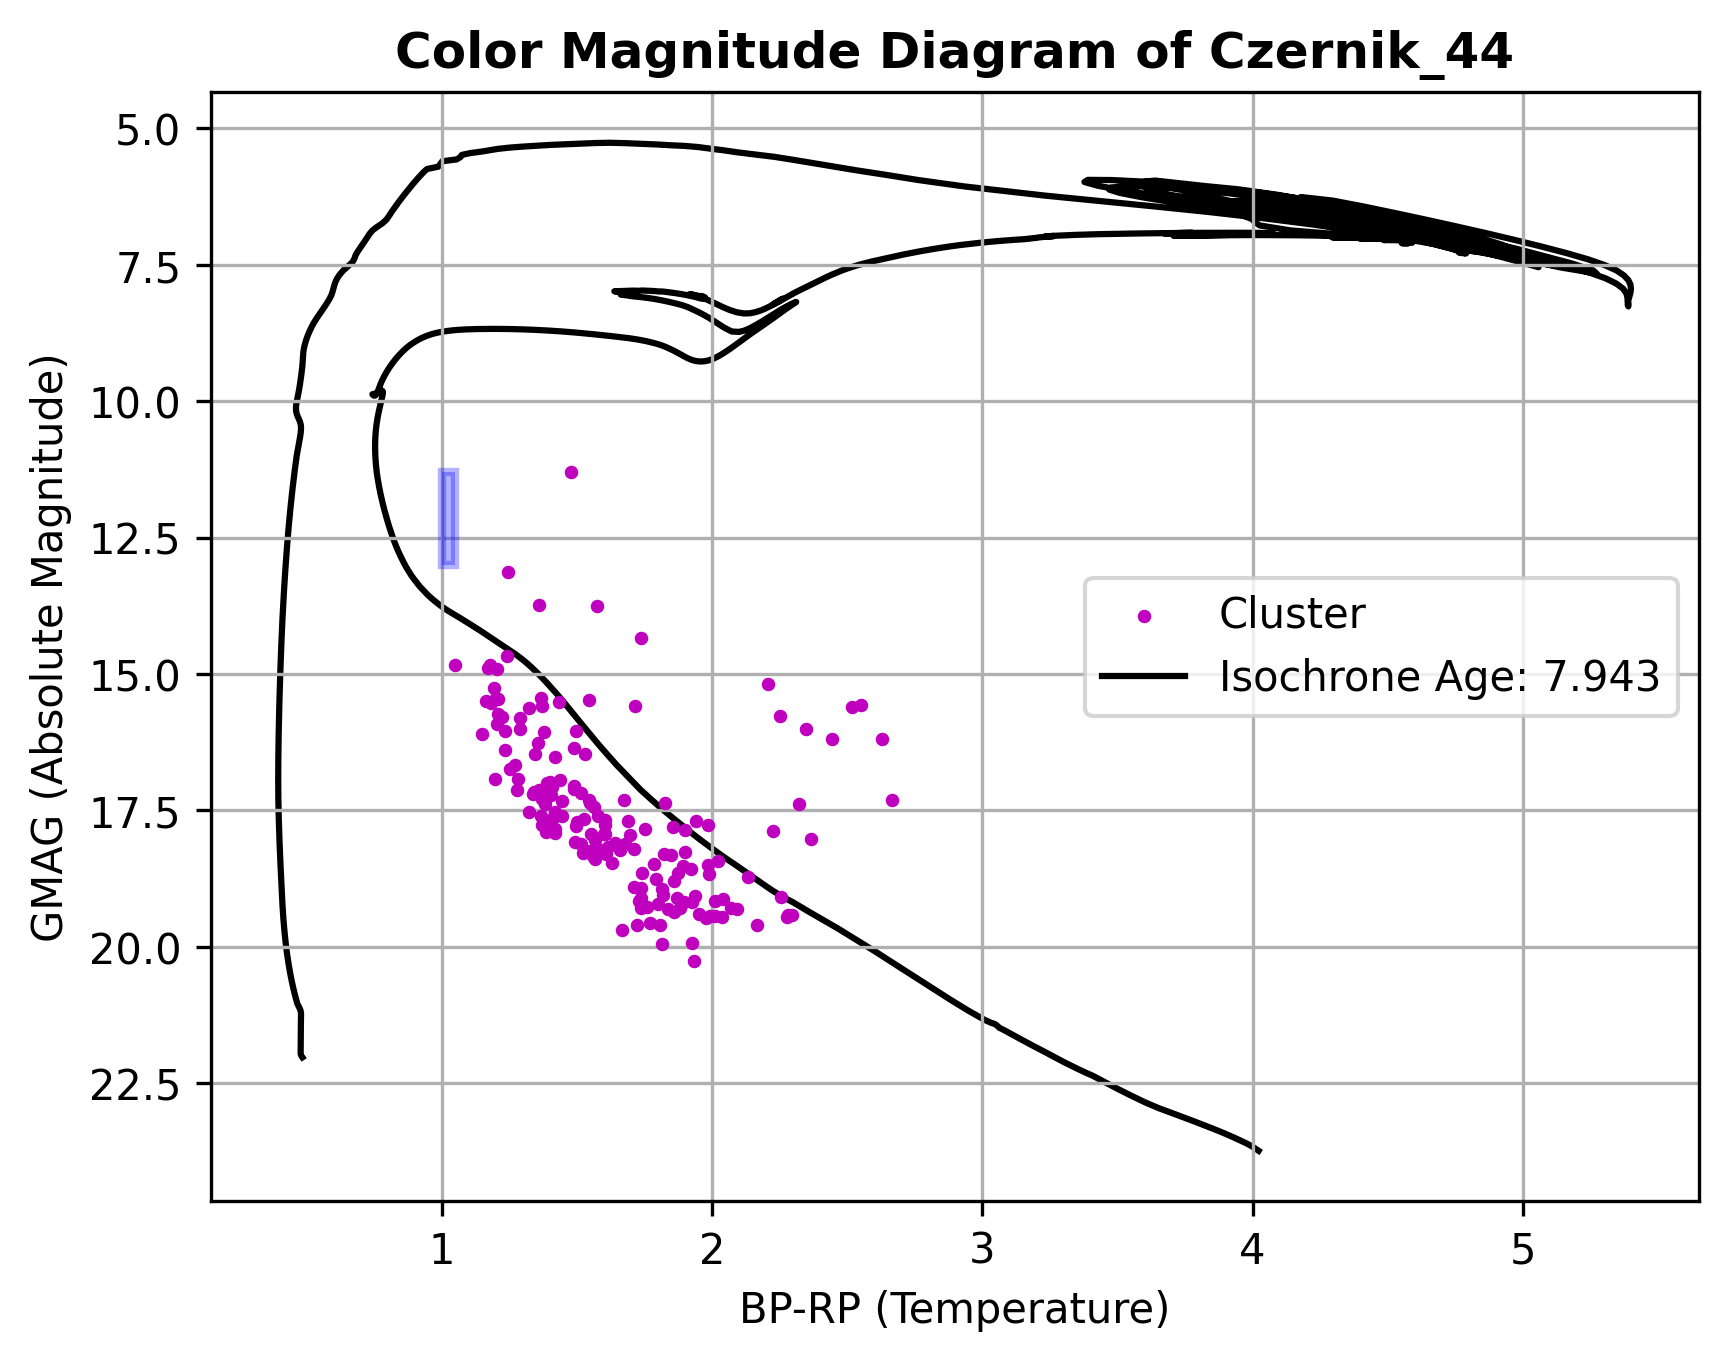 Color Magnitude Diagram of Czernik_44
GMAG (Absolute Magnitude)
5.0
7.5
10.0
12.5
15.0
17.5
20.0
22.5
Cluster
Isochrone Age: 7.943
1 2 3 4 5
BP-RP (Temperature)